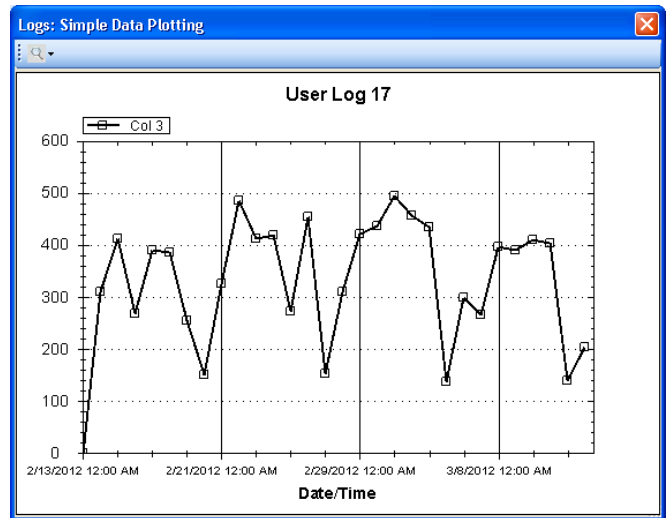 Logs: Simple Data Plotting
User Log 17
Col 3
600
500
400
300
200
100
0
2/13/2012 12:00 AM 2/21/2012 12:00 AM 2/29/2012 12:00 AM 3/8/2012 12:00 AM
Date/Time